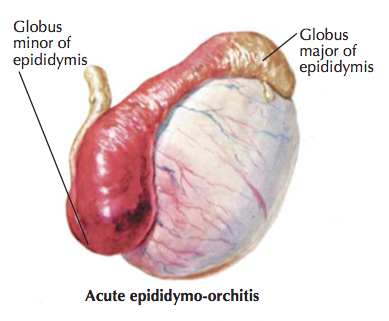 Globus
minor of
epididymis
Globus
major of
epididymis
Acute epididymo-orchitis